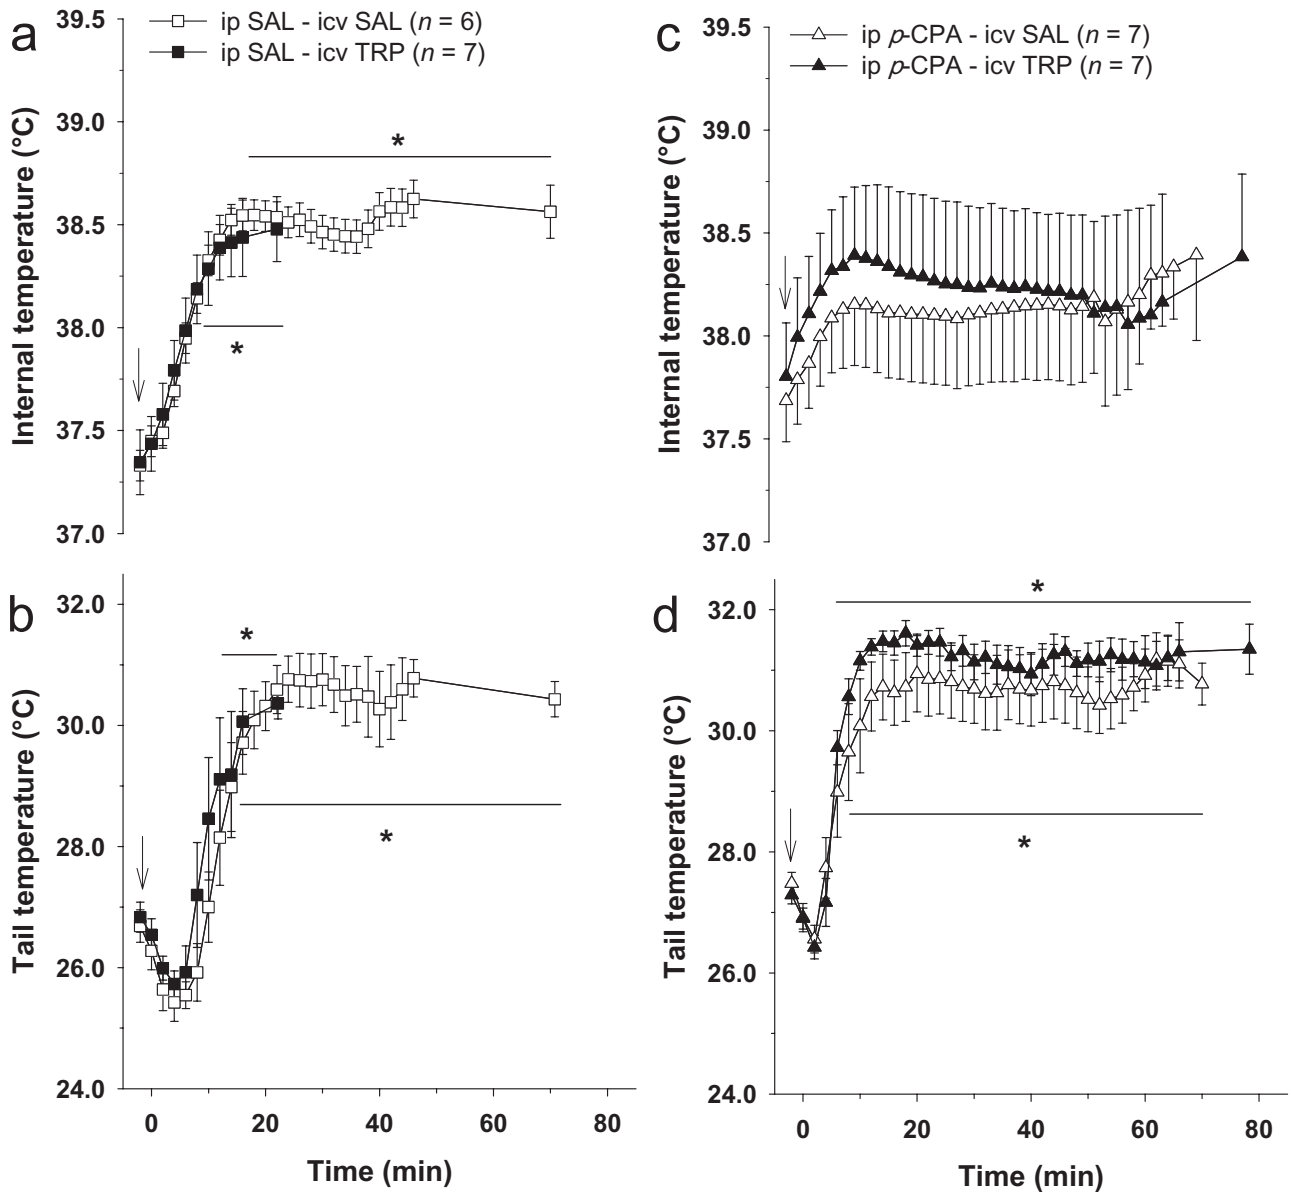 a
ip SAL - icv SAL (n = 6)
ip SAL - icv TRP (n = 7)
39.5
39.0
38.5
38.0
37.5
37.0
Internal temperature (°C)
*
*
c
ip p-CPA - icv SAL (n = 7)
ip p-CPA - icv TRP (n = 7)
39.5
39.0
38.5
38.0
37.5
37.0
Internal temperature (°C)
b
32.0
30.0
28.0
26.0
24.0
Tail temperature (°C)
*
*
0 20 40 60 80
Time (min)
d
32.0
30.0
28.0
26.0
24.0
Tail temperature (°C)
*
*
0 20 40 60 80
Time (min)